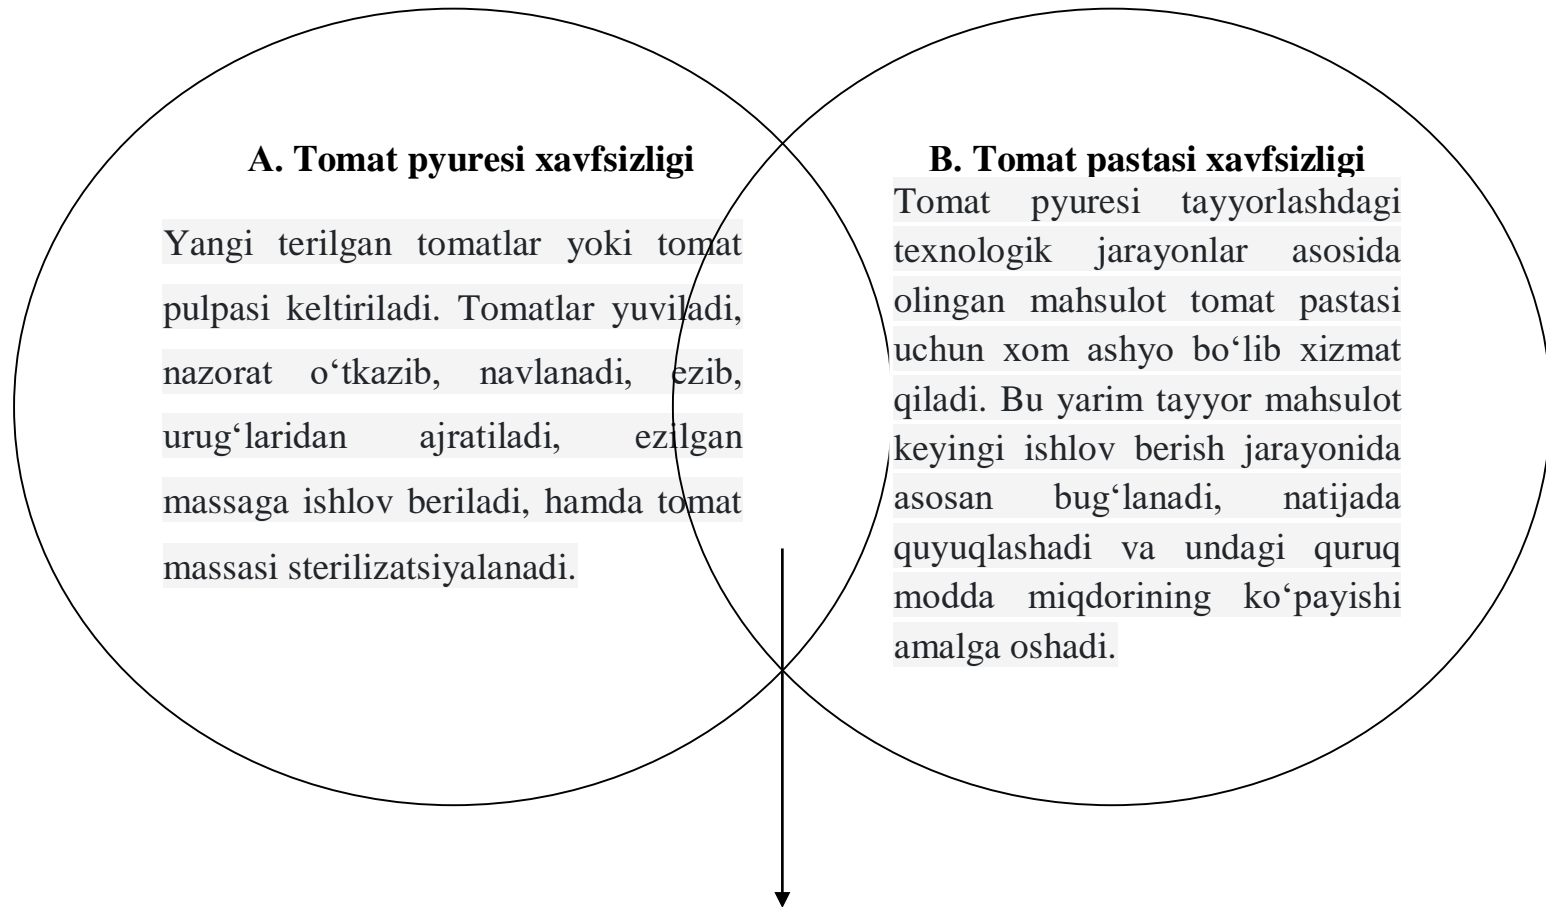 A. Tomat pyuresi xavfsizligi
Yangi terilgan tomatlar yoki tomat
pulpasi keltiriladi. Tomatlar yuviladi,
nazorat o‘tkazib, navlanadi, ezib,
urug‘laridan ajratiladi, ezilgan
massaga ishlov beriladi, hamda tomat
massasi sterilizatsiyalanadi.
B. Tomat pastasi xavfsizligi
Tomat pyuresi tayyorlashdagi
texnologik jarayonlar asosida
olingan mahsulot tomat pastasi
uchun xom ashyo bo‘lib xizmat
qiladi. Bu yarim tayyor mahsulot
keyingi ishlov berish jarayonida
asosan bug‘lanadi, natijada
quyuqlashadi va undagi quruq
modda miqdorining ko‘payishi
amalga oshadi.